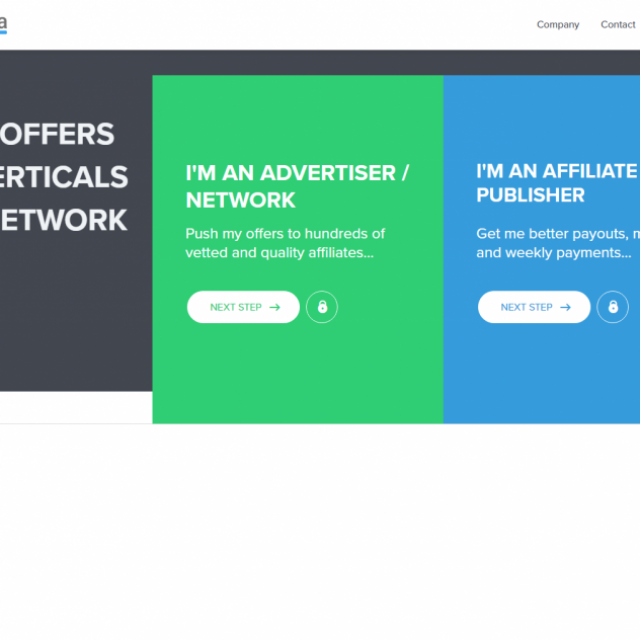 a
Company Contact
OFFERS
ERTICALS
ETWORK
I'M AN ADVERTISER /
NETWORK
Push my offers to hundreds of
vetted and quality affiliates...
NEXT STEP →
I'M AN AFFILIATE
PUBLISHER
Get me better payouts, m
and weekly payments...
NEXT STEP →